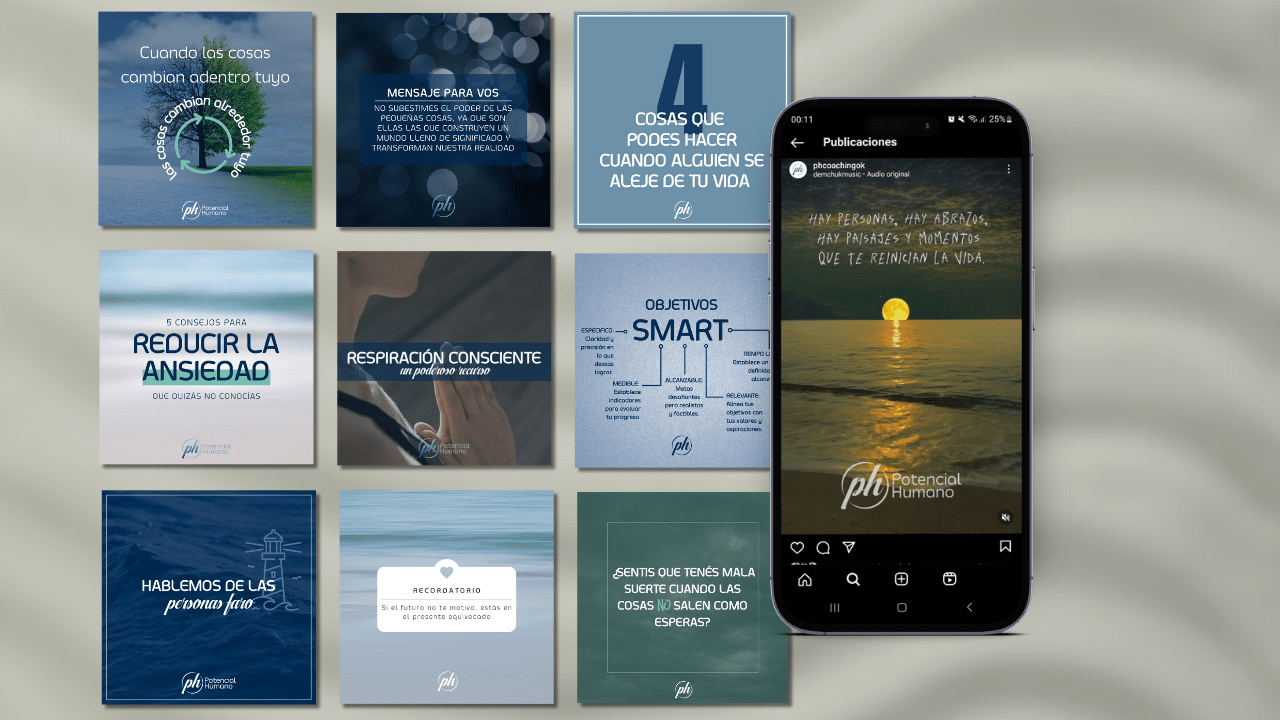 Cuando las cosas
cambian adentro tuyo
las cosas cambian alrededor tuyo
ph Potencial
Humano
MENSAJE PARA VOS
NO SUBESTIMES EL PODER DE LAS
PEQUEÑAS COSAS, YA QUE SON
ELLAS LAS QUE CONSTRUYEN UN
MUNDO LLENO DE SIGNIFICADO Y
TRANSFORMAN NUESTRA REALIDAD
ph
4
COSAS QUE
PODES HACER
CUANDO ALGUIEN SE
ALEJE DE TU VIDA
ph
5 CONSEJOS PARA
REDUCIR LA
ANSIEDAD
QUE QUIZÁS NO CONOCÍAS
ph Potencial
Humano
RESPIRACIÓN CONSCIENTE
un poderoso recurso
ph Potencial
Humano
OBJETIVOS
SMART
ESPECIFICO:
Claridad y
precisión en
lo que
deseas
lograr.
MEDIBLE:
Establece
indicadores
para evaluar
tu progreso.
ALCANZABLE:
Metas
desafiantes
pero realistas
y factibles.
RELEVANTE:
Alinea tus
objetivos con
tus valores y
aspiraciones.
TIEMPO L
Establece un
definido
alcanz
ph
HABLEMOS DE LAS
personas faro
ph Potencial
Humano
RECORDATORIO
Si el futuro no te motiva, estás en
el presente equivocado
ph
¿SENTIS QUE TENÉS MALA
SUERTE CUANDO LAS
COSAS NO SALEN COMO
ESPERAS?
ph
00:11
25%
Publicaciones
ph
phcoachingok
demchukmusic • Audio original
HAY PERSONAS, HAY ABRAZOS,
HAY PAISAJES Y MOMENTOS
QUE TE REINICIAN LA VIDA.
ph Potencial
Humano